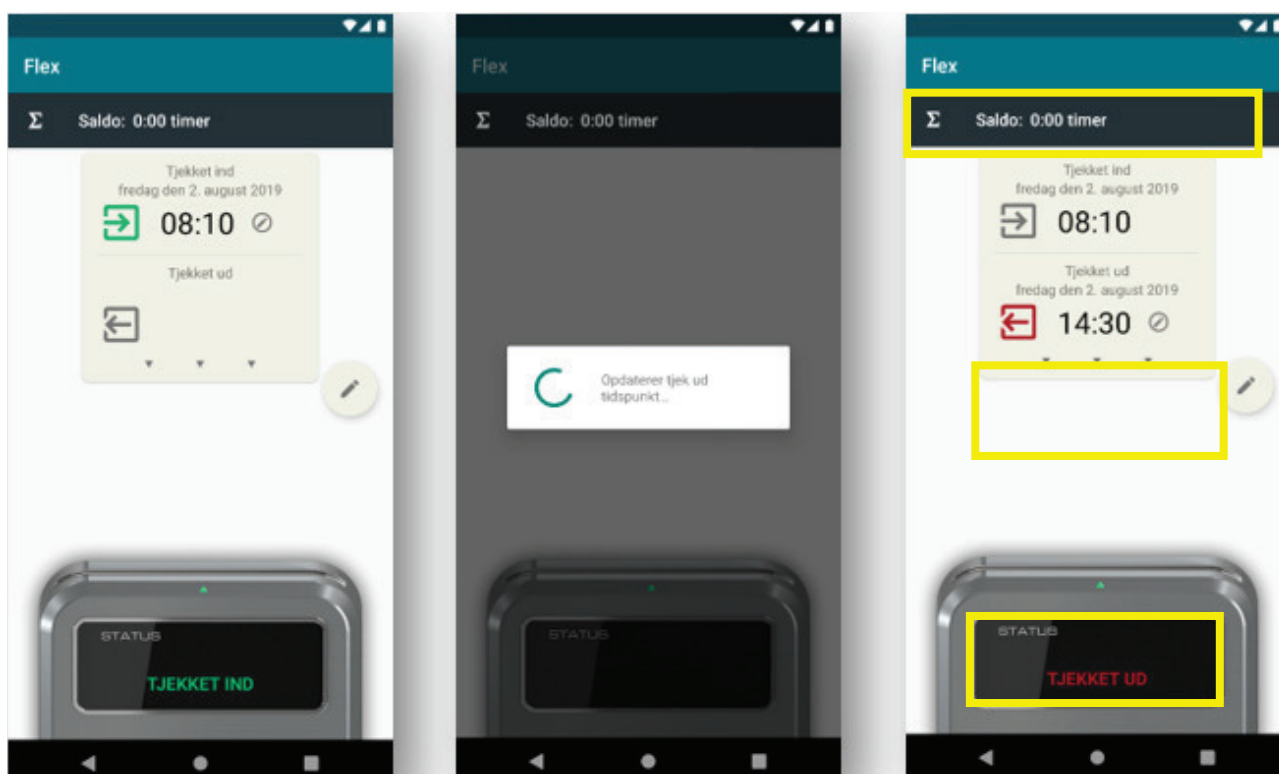 Flex
Σ Saldo: 0:00 timer
Tjekket ind
fredag den 2. august 2019
08:10
Tjekket ud
STATUS
TJEKKET IND
Flex
Σ Saldo: 0:00 timer
Opdaterer tjek ud
tidspunkt...
STATUS
Flex
Σ Saldo: 0:00 timer
Tjekket ind
fredag den 2. august 2019
08:10
Tjekket ud
fredag den 2. august 2019
14:30
STATUS
TJEKKET UD